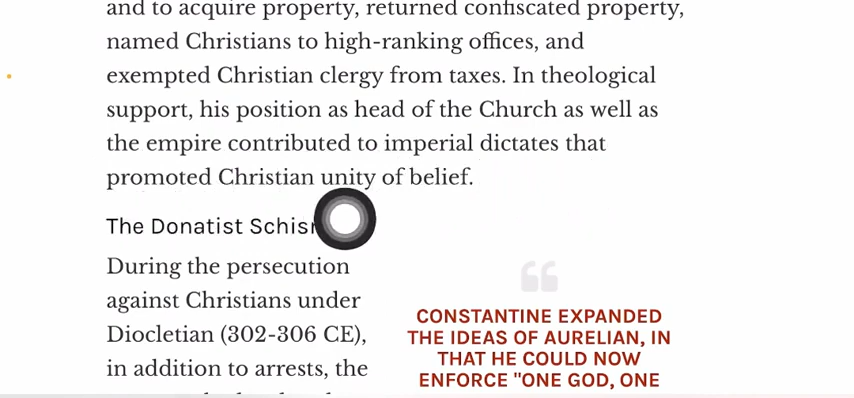 and to acquire property, returned confiscated property,
named Christians to high-ranking offices, and
exempted Christian clergy from taxes. In theological
support, his position as head of the Church as well as
the empire contributed to imperial dictates that
promoted Christian unity of belief.
The Donatist
During the persecution
against Christians under
Diocletian (302-306 CE),
in addition to arrests, the
“
CONSTANTINE EXPANDED
THE IDEAS OF AURELIAN, IN
THAT HE COULD NOW
ENFORCE "ONE GOD, ONE